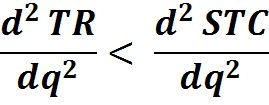 d² TR / dq² < d² STC / dq²